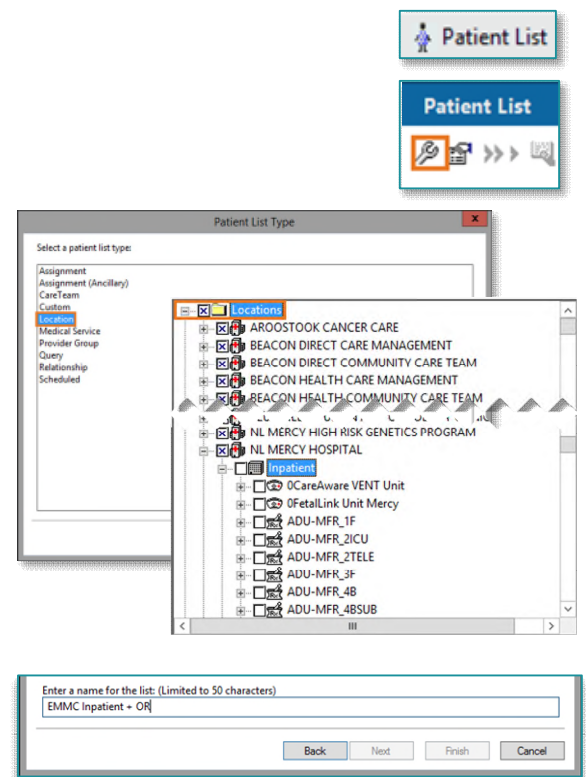 Patient List
Patient List
Patient List Type
x
Select a patient list type:
Assignment
Assignment (Ancillary)
CareTeam
Custom
Location
Medical Service
Provider Group
Query
Relationship
Scheduled
Locations
AROOSTOOK CANCER CARE
BEACON DIRECT CARE MANAGEMENT
BEACON DIRECT COMMUNITY CARE TEAM
BEACON HEALTH CARE MANAGEMENT
BEACON HEALTH COMMUNITY CARE TEAM
NL MERCY HIGH RISK GENETICS PROGRAM
NL MERCY HOSPITAL
Inpatient
0CareAware VENT Unit
0FetalLink Unit Mercy
ADU-MFR_1F
ADU-MFR_2ICU
ADU-MFR_2TELE
ADU-MFR_3F
ADU-MFR_4B
ADU-MFR_4BSUB
Enter a name for the list: (Limited to 50 characters)
EMMC Inpatient + OR
Back Next Finish Cancel